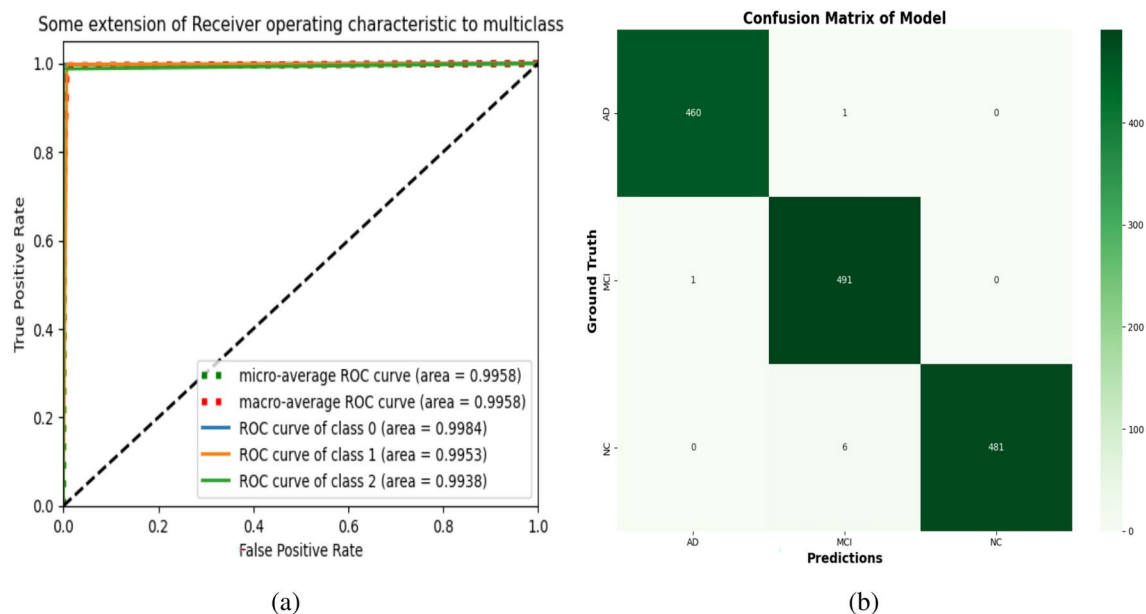 Some extension of Receiver operating characteristic to multiclass
1.0
0.8
0.6
0.4
0.2
0.0
True Positive Rate
micro-average ROC curve (area = 0.9958)
macro-average ROC curve (area = 0.9958)
ROC curve of class 0 (area = 0.9984)
ROC curve of class 1 (area = 0.9953)
ROC curve of class 2 (area = 0.9938)
0.0 0.2 0.4 0.6 0.8 1.0
False Positive Rate
(a)
Confusion Matrix of Model
Ground Truth
AD
460 1 0
MCI
1 491 0
NC
0 6 481
AD MCI NC
Predictions
400
300
200
100
0
(b)